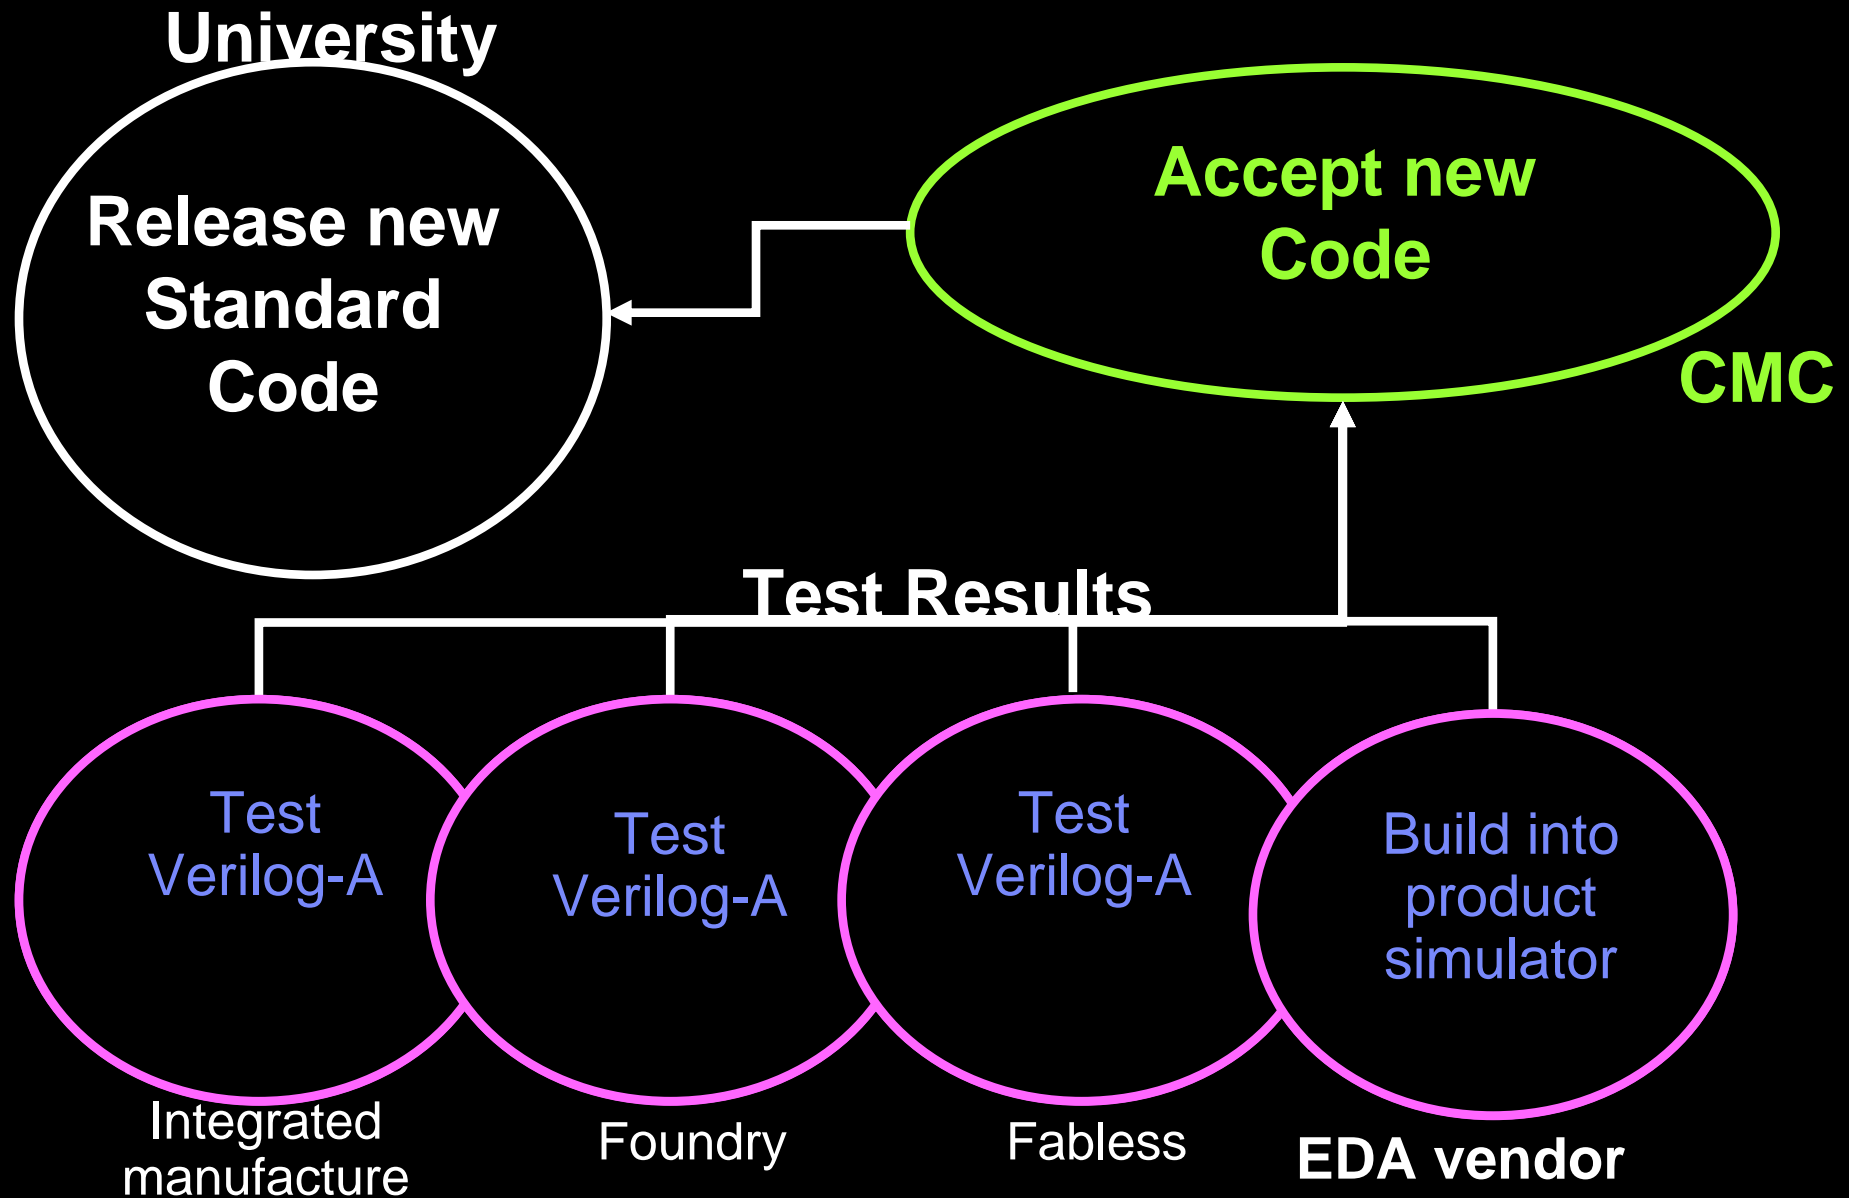 University
Release new
Standard
Code
Accept new
Code
CMC
Test Results
Test
Verilog-A
Test
Verilog-A
Test
Verilog-A
Build into
product
simulator
Integrated
manufacture
Foundry
Fabless
EDA vendor